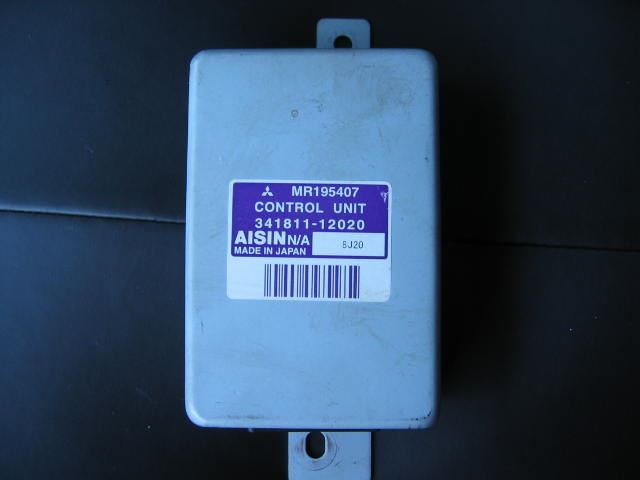 MR195407
CONTROL UNIT
341811-12020
AISIN N/A 8J20
MADE IN JAPAN